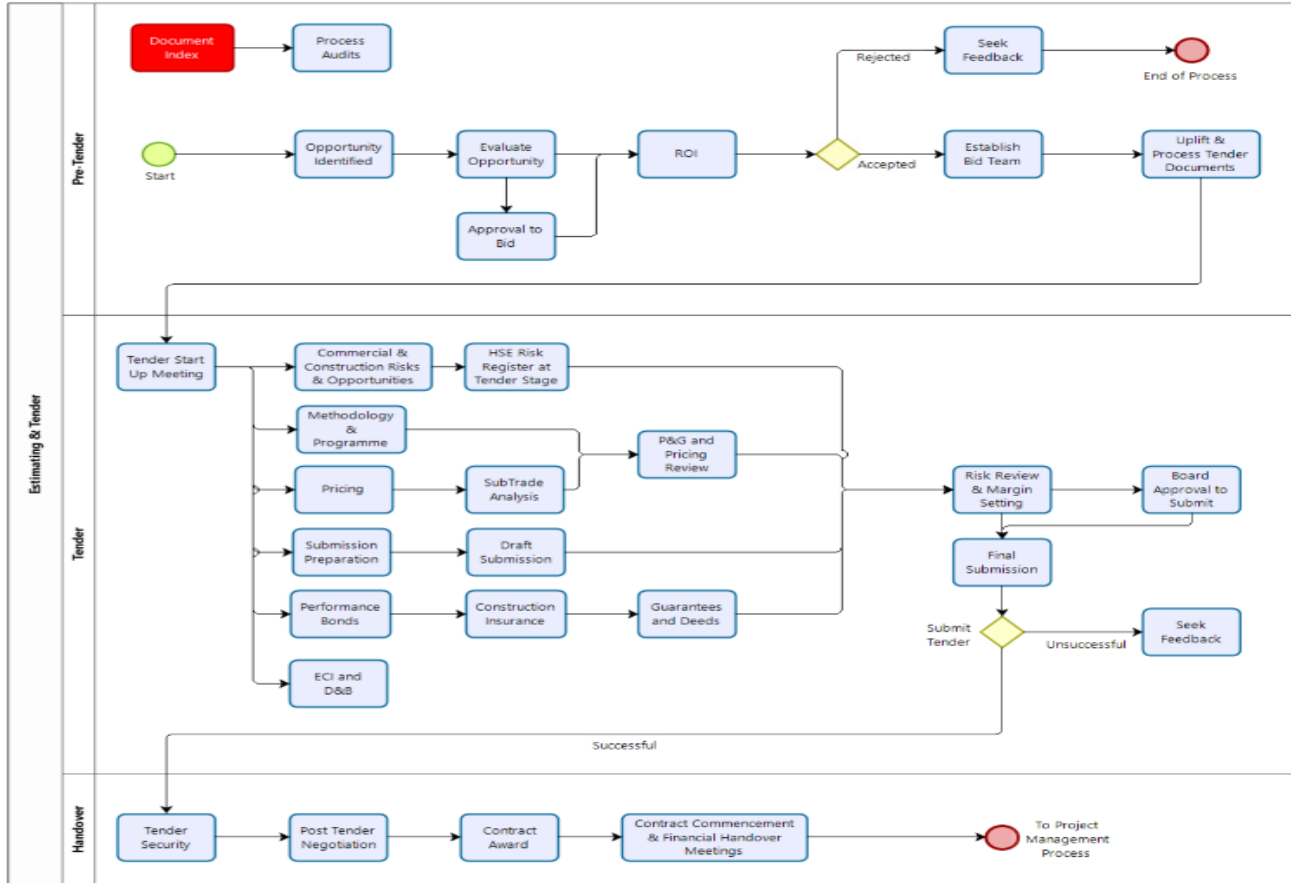 Estimating & Tender
Pre-Tender
Document
Index
Process
Audits
Seek
Feedback
Rejected
End of Process
Start
Opportunity
Identified
Evaluate
Opportunity
ROI
Accepted
Establish
Bid Team
Uplift &
Process Tender
Documents
Approval to
Bid
Tender
Tender Start
Up Meeting
Commercial &
Construction Risks
& Opportunities
HSE Risk
Register at
Tender Stage
Methodology
&
Programme
P&G and
Pricing
Review
Pricing
SubTrade
Analysis
Risk Review
& Margin
Setting
Board
Approval to
Submit
Submission
Preparation
Draft
Submission
Final
Submission
Performance
Bonds
Construction
Insurance
Guarantees
and Deeds
Submit
Tender
Unsuccessful
Seek
Feedback
ECI and
D&B
Successful
Handover
Tender
Security
Post Tender
Negotiation
Contract
Award
Contract Commencement
& Financial Handover
Meetings
To Project
Management
Process